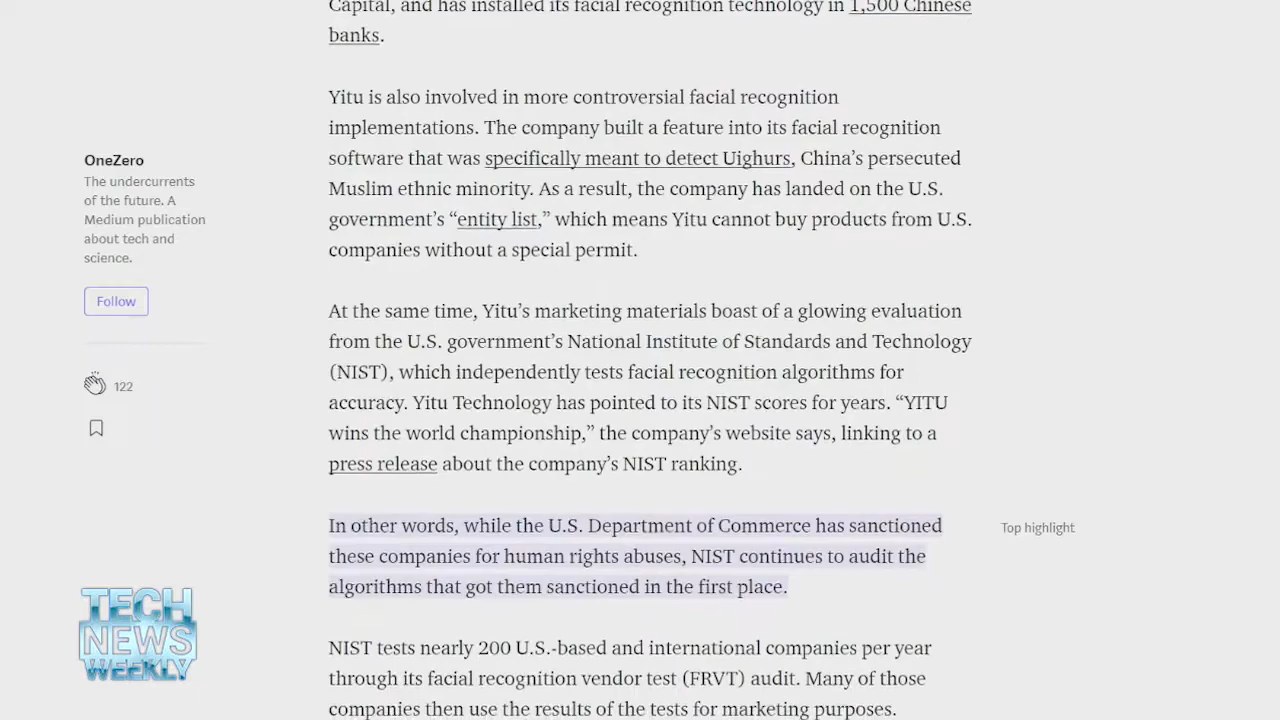 Capital, and has installed its facial recognition technology in 1,500 Chinese
banks.
Yitu is also involved in more controversial facial recognition
implementations. The company built a feature into its facial recognition
software that was specifically meant to detect Uighurs, China's persecuted
Muslim ethnic minority. As a result, the company has landed on the U.S.
government's “entity list,” which means Yitu cannot buy products from U.S.
companies without a special permit.
At the same time, Yitu's marketing materials boast of a glowing evaluation
from the U.S. government's National Institute of Standards and Technology
(NIST), which independently tests facial recognition algorithms for
accuracy. Yitu Technology has pointed to its NIST scores for years. “YITU
wins the world championship,” the company's website says, linking to a
press release about the company's NIST ranking.
In other words, while the U.S. Department of Commerce has sanctioned
these companies for human rights abuses, NIST continues to audit the
algorithms that got them sanctioned in the first place.
NIST tests nearly 200 U.S.-based and international companies per year
through its facial recognition vendor test (FRVT) audit. Many of those
companies then use the results of the tests for marketing purposes.
OneZero
The undercurrents
of the future. A
Medium publication
about tech and
science.
Follow
122
Top highlight
TECH
NEWS
WEEKLY